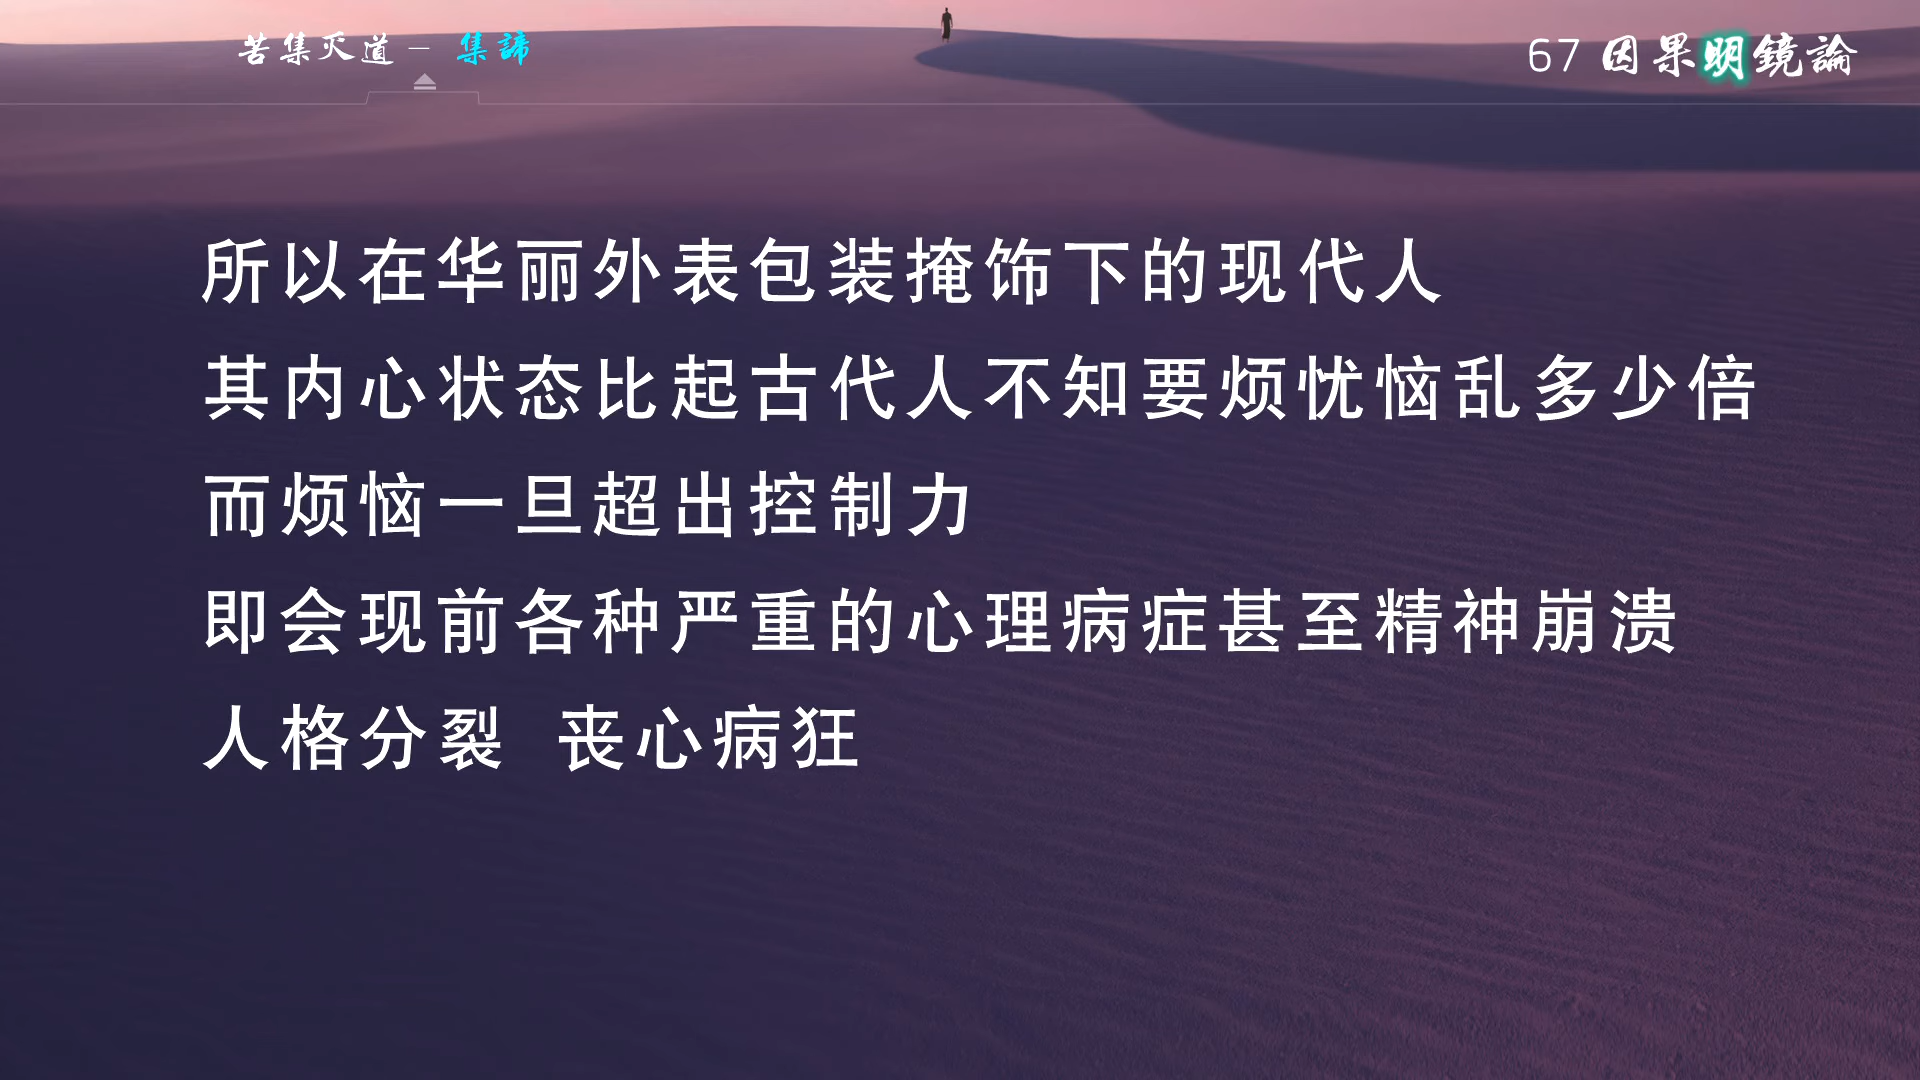 苦集灭道 — 集諦
67 因果明鏡論
所以在华丽外表包装掩饰下的现代人
其内心状态比起古代人不知要烦忧恼乱多少倍
而烦恼一旦超出控制力
即会现前各种严重的心理病症甚至精神崩溃
人格分裂 丧心病狂